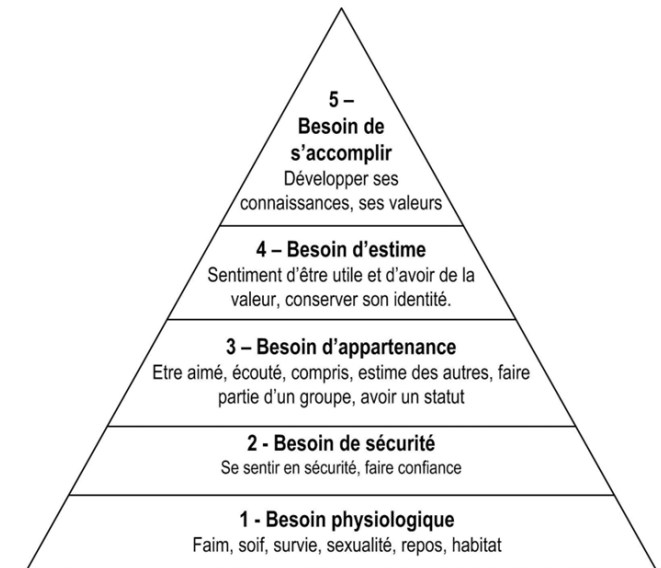 5 –
Besoin de
s’accomplir
Développer ses
connaissances, ses valeurs
4 – Besoin d’estime
Sentiment d’être utile et d’avoir de la
valeur, conserver son identité.
3 – Besoin d’appartenance
Etre aimé, écouté, compris, estime des autres, faire
partie d’un groupe, avoir un statut
2 - Besoin de sécurité
Se sentir en sécurité, faire confiance
1 - Besoin physiologique
Faim, soif, survie, sexualité, repos, habitat